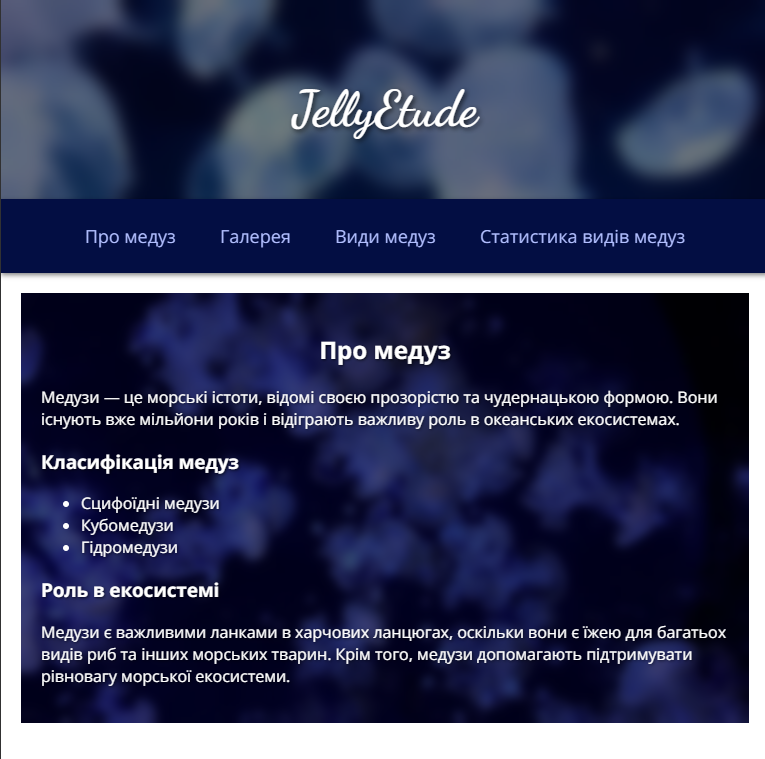 JellyEtude
Про медуз
Галерея
Види медуз
Статистика видів медуз
Про медуз
Медузи — це морські істоти, відомі своєю прозорістю та чудернацькою формою. Вони
існують вже мільйони років і відіграють важливу роль в океанських екосистемах.
Класифікація медуз
Сцифоїдні медузи
Кубомедузи
Гідромедузи
Роль в екосистемі
Медузи є важливими ланками в харчових ланцюгах, оскільки вони є їжею для багатьох
видів риб та інших морських тварин. Крім того, медузи допомагають підтримувати
рівновагу морської екосистеми.